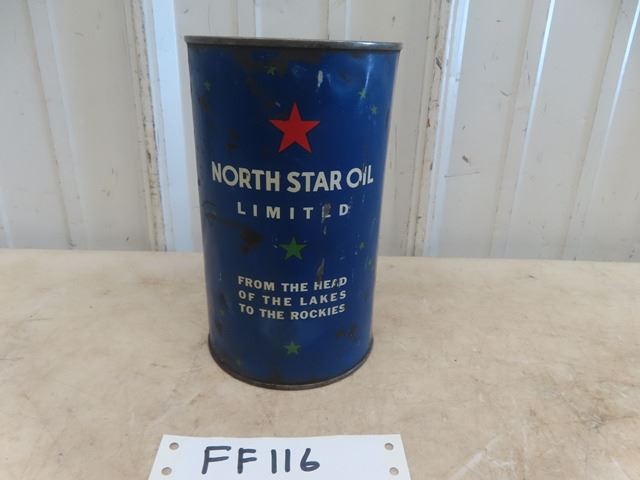 NORTH STAR OIL
LIMITED
FROM THE HEAD
OF THE LAKES
TO THE ROCKIES
FF116